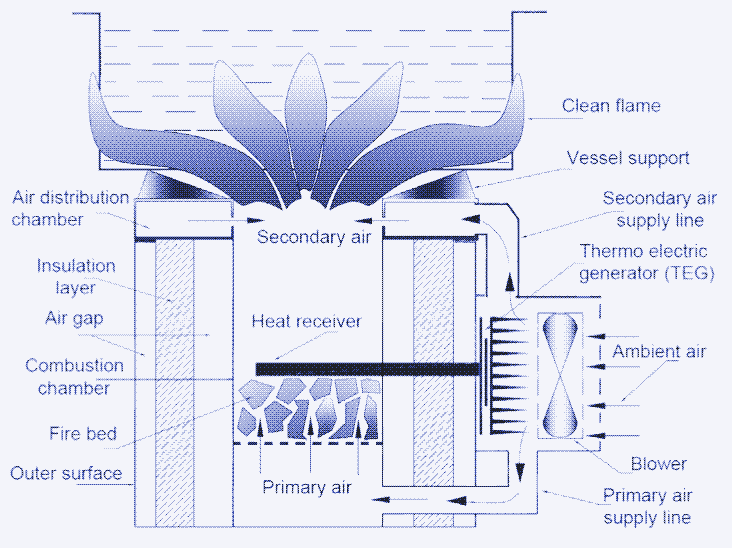 Clean flame
Vessel support
Air distribution
chamber
Secondary air
supply line
Secondary air
Thermo electric
generator (TEG)
Insulation
layer
Air gap
Heat receiver
Ambient air
Combustion
chamber
Fire bed
Outer surface
Blower
Primary air
Primary air
supply line